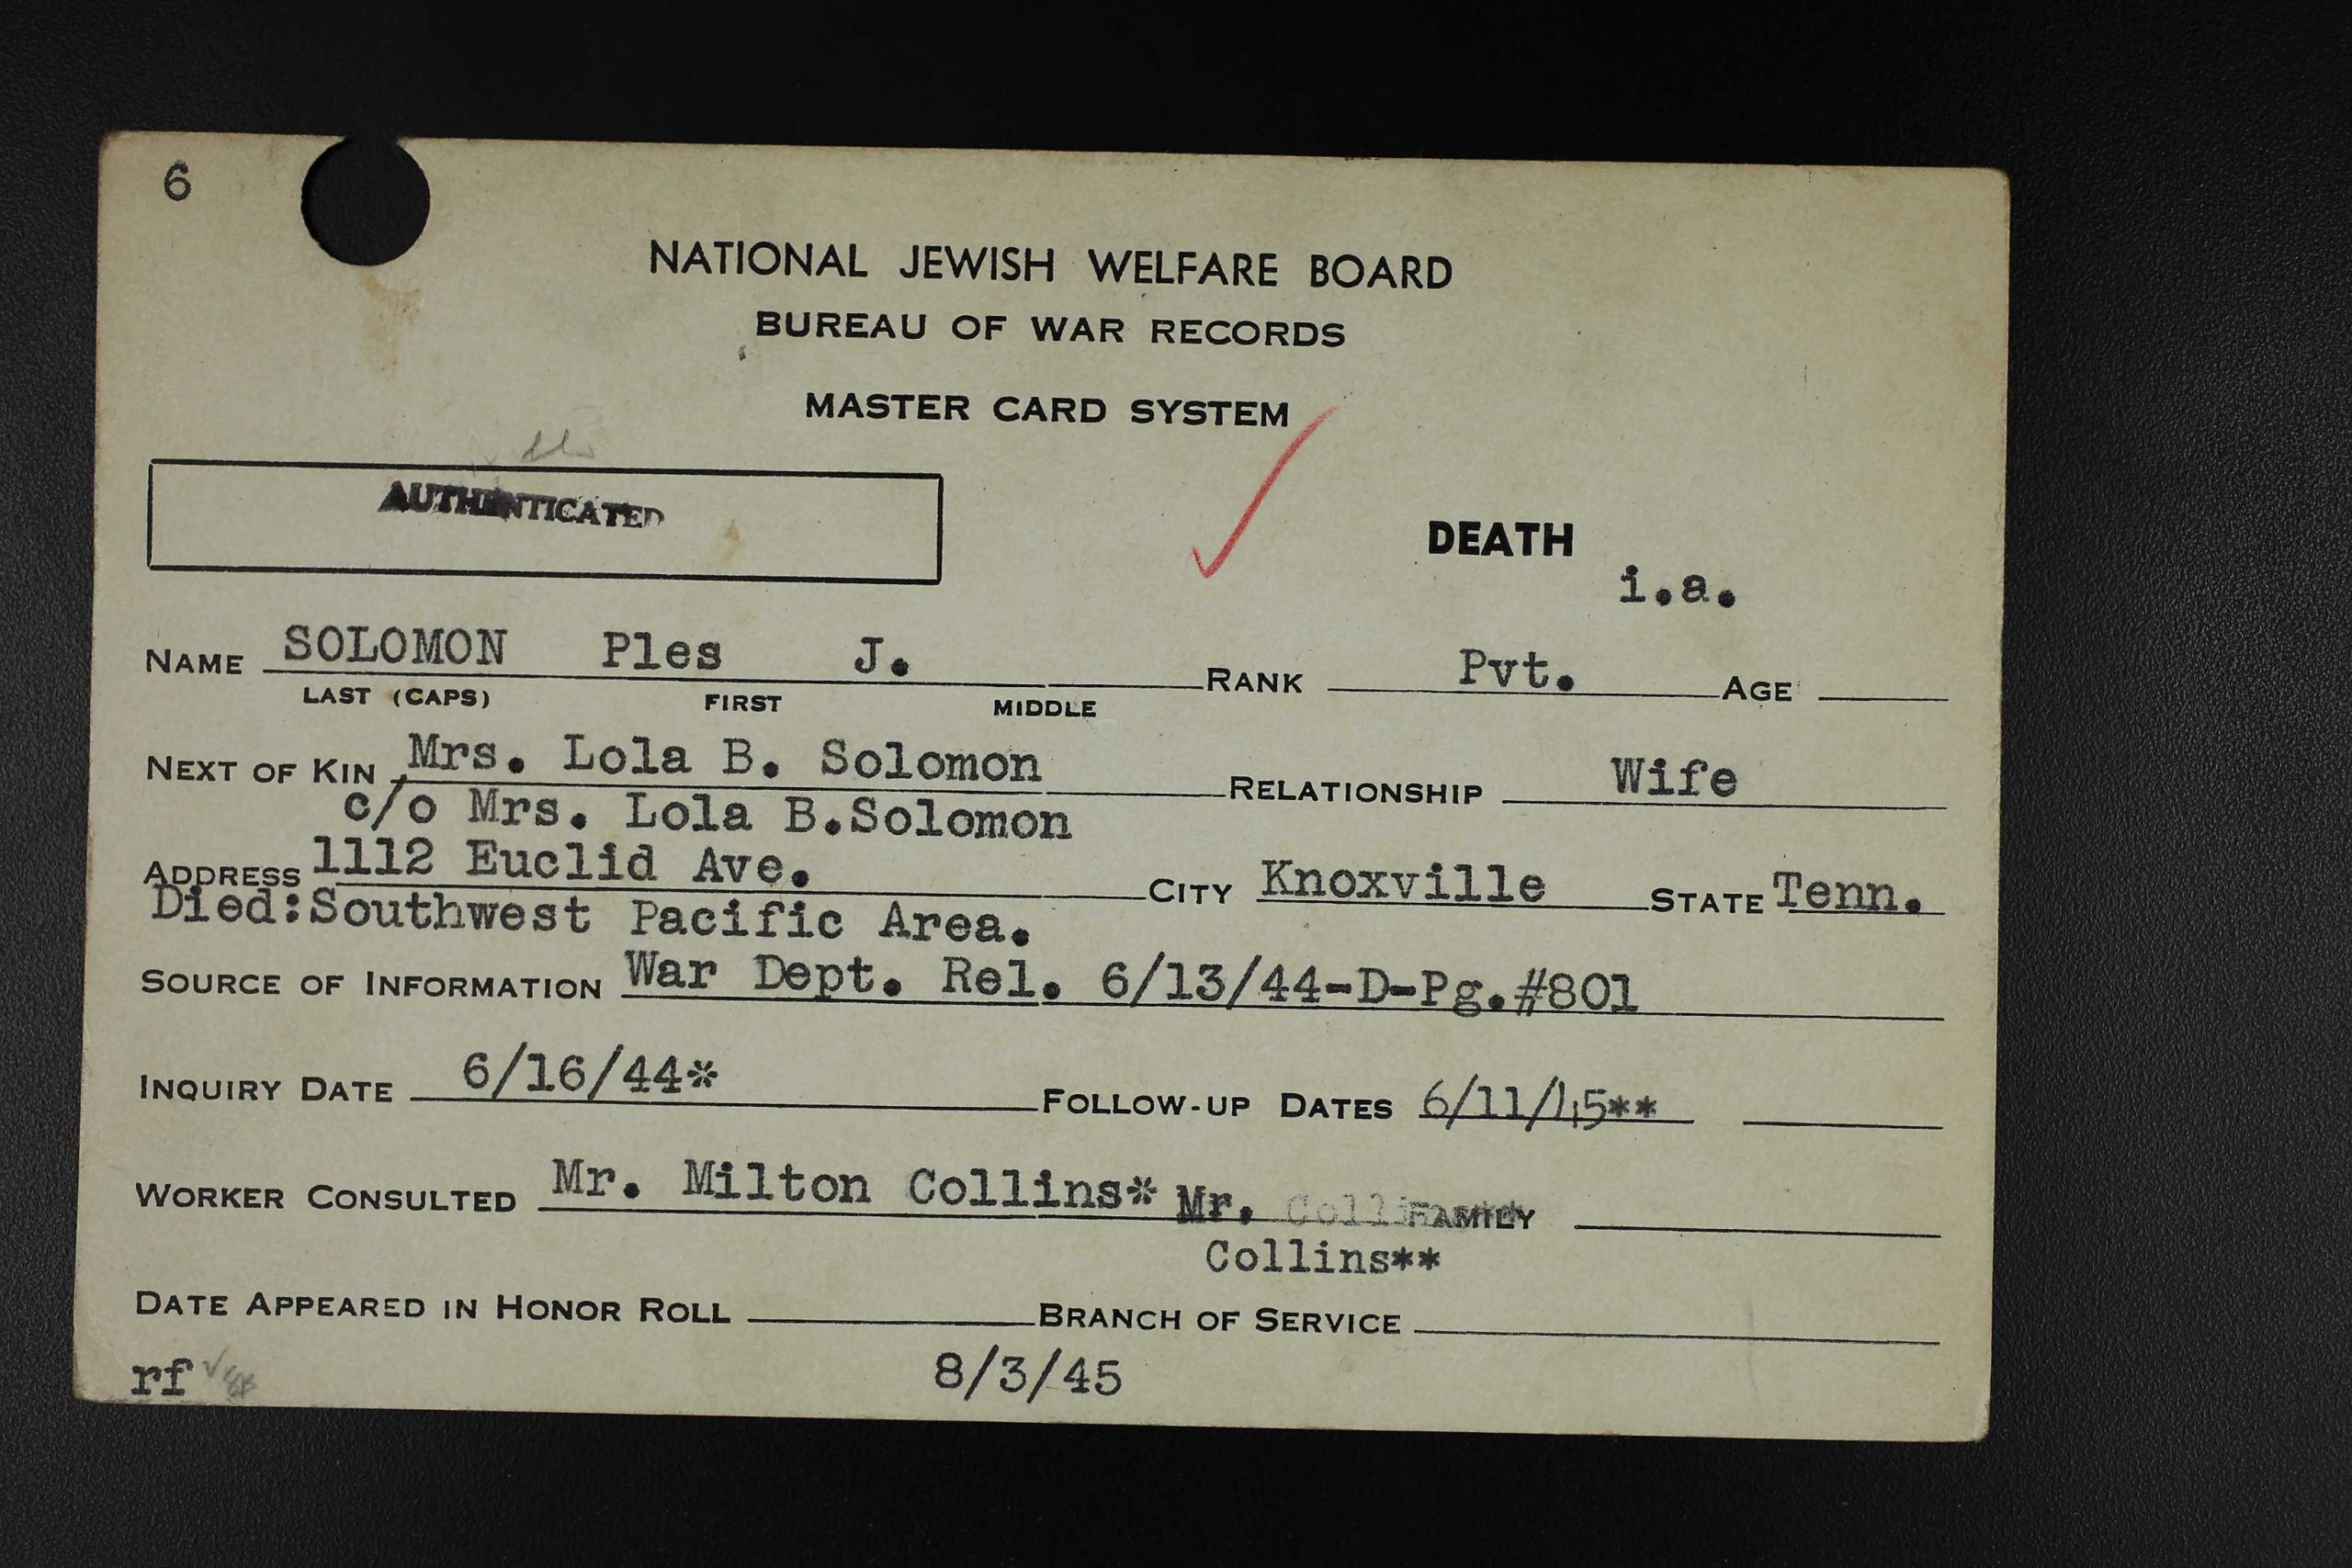 6
NATIONAL JEWISH WELFARE BOARD
BUREAU OF WAR RECORDS
MASTER CARD SYSTEM
AUTHENTICATED
DEATH
i.a.
NAME SOLOMON Ples J. RANK Pvt. AGE
LAST (CAPS) FIRST MIDDLE
NEXT OF KIN Mrs. Lola B. Solomon RELATIONSHIP Wife
c/o Mrs. Lola B.Solomon
ADDRESS 1112 Euclid Ave. CITY Knoxville STATE Tenn.
Died:Southwest Pacific Area.
SOURCE OF INFORMATION War Dept. Rel. 6/13/44-D-Pg.#801
INQUIRY DATE 6/16/44* FOLLOW-UP DATES 6/11/45**
WORKER CONSULTED Mr. Milton Collins* Mr. FAMILY
Collins**
DATE APPEARED IN HONOR ROLL BRANCH OF SERVICE
rf 8/3/45